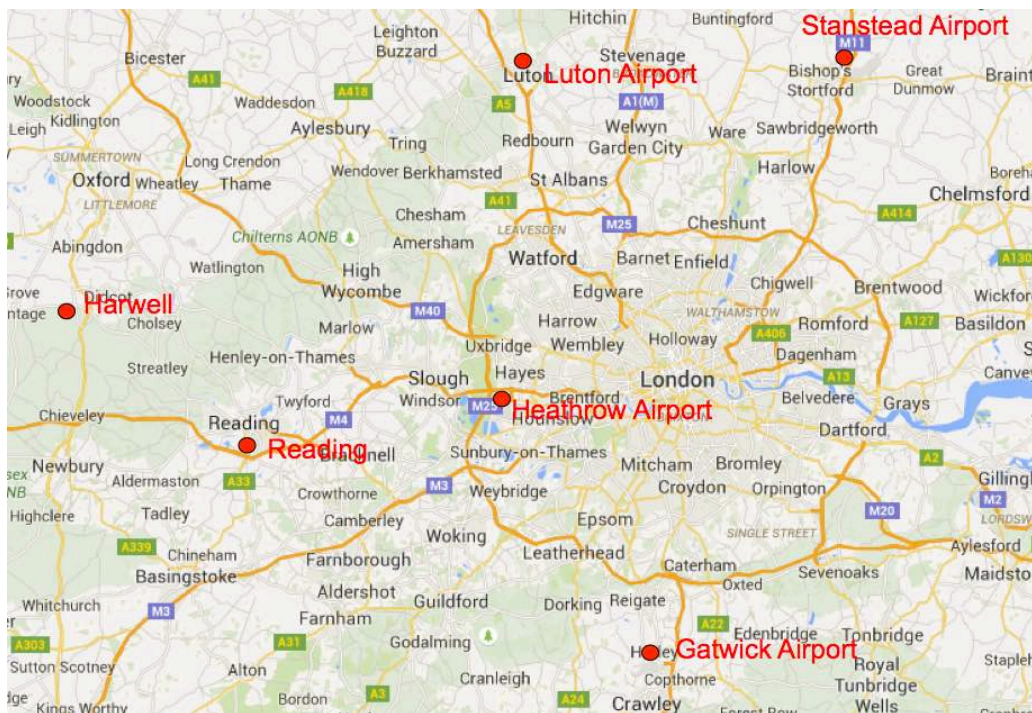 Stanstead Airport
Leighton
Buzzard
Hitchin
Buntingford
M11
Bicester
Stevenage
Bishop's
Stortford
Great
Dunmow
Luton
Luton Airport
A41
A418
A5
A1(M)
Woodstock
Kidlington
Waddesdon
Aylesbury
Tring
Redbourn
Welwyn
Garden City
Ware
Sawbridgeworth
SUMMERTOWN
Long Crendon
Oxford
Wheatley
Thame
Wendover
Berkhamsted
St Albans
Harlow
Chelmsford
LITTLEMORE
A41
Chesham
LEAVESDEN
M25
Cheshunt
A414
Abingdon
Chilterns AONB
Amersham
Watford
Barnet
Enfield
A130
Watlington
High
Wycombe
Edgware
Chigwell
Brentwood
Wickford
Grove
Harwell
Cholsey
M40
Marlow
Harrow
Wembley
Holloway
WALTHAMSTOW
A406
Romford
A127
Basildon
Streatley
Henley-on-Thames
Uxbridge
Hayes
Dagenham
Slough
Windsor
London
A13
Canvey
Chieveley
Twyford
M4
M25
Brentford
Heathrow Airport
Hounslow
Belvedere
Grays
Reading
Reading
Bracknell
Sunbury-on-Thames
Dartford
Newbury
Aldermaston
A33
Crowthorne
M3
Weybridge
Mitcham
Bromley
Croydon
Orpington
A2
M2
Highclere
Tadley
Camberley
Woking
Epsom
SINGLE STREET
M20
A339
Chineham
Basingstoke
Farnborough
Leatherhead
Caterham
Oxted
Sevenoaks
Aylesford
Whitchurch
M3
Aldershot
Farnham
Guildford
Dorking
Reigate
A22
Edenbridge
Tonbridge
A303
A31
Godalming
Gatwick Airport
Sutton Scotney
Alton
Cranleigh
Copthorne
Royal
Tunbridge
Wells
Bordon
A3
A24
Crawley
Kings Worthy